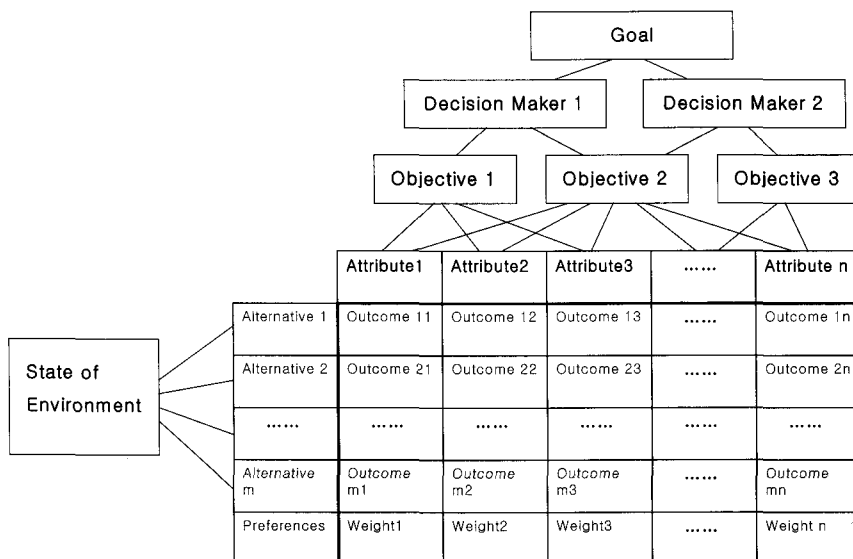 Goal
Decision Maker 1 Decision Maker 2
Objective 1 Objective 2 Objective 3
Attribute1 Attribute2 Attribute3 ...... Attribute n
Alternative 1 Outcome 11 Outcome 12 Outcome 13 ...... Outcome 1n
State of
Environment
Alternative 2 Outcome 21 Outcome 22 Outcome 23 ...... Outcome 2n
...... ...... ...... ...... ...... ......
Alternative Outcome Outcome Outcome ...... Outcome
m m1 m2 m3 mn
Preferences Weight1 Weight2 Weight3 ...... Weight n